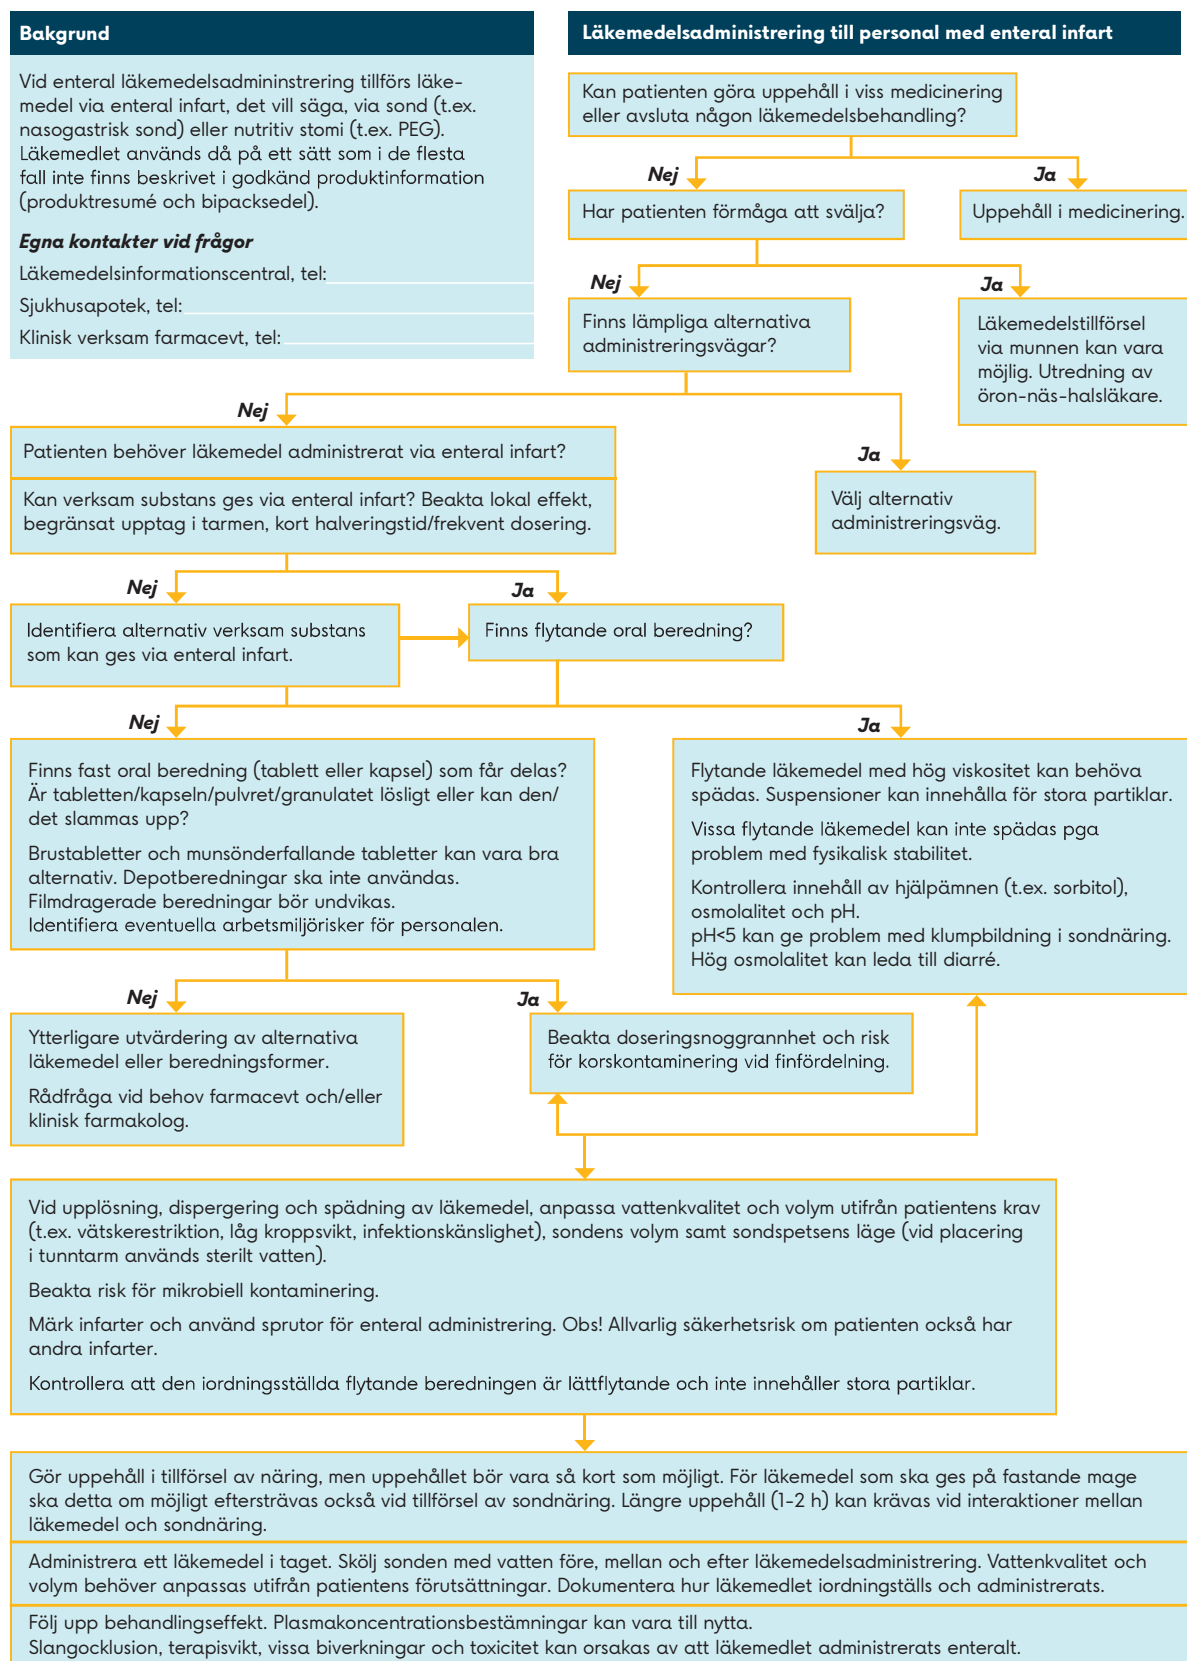 Bakgrund
Vid enteral läkemedelsadmininstrering tillförs läke-
medel via enteral infart, det vill säga, via sond (t.ex.
nasogastrisk sond) eller nutritiv stomi (t.ex. PEG).
Läkemedlet används då på ett sätt som i de flesta
fall inte finns beskrivet i godkänd produktinformation
(produktresumé och bipacksedel).
Egna kontakter vid frågor
Läkemedelsinformationscentral, tel:
Sjukhusapotek, tel:
Klinisk verksam farmacevt, tel:
Läkemedelsadministrering till personal med enteral infart
Kan patienten göra uppehåll i viss medicinering
eller avsluta någon läkemedelsbehandling?
Nej
Ja
Har patienten förmåga att svälja?
Uppehåll i medicinering.
Nej
Ja
Finns lämpliga alternativa
administreringsvägar?
Läkemedelstillförsel
via munnen kan vara
möjlig. Utredning av
öron-näs-halsläkare.
Nej
Ja
Patienten behöver läkemedel administrerat via enteral infart?
Kan verksam substans ges via enteral infart? Beakta lokal effekt,
begränsat upptag i tarmen, kort halveringstid/frekvent dosering.
Välj alternativ
administreringsväg.
Nej
Ja
Identifiera alternativ verksam substans
som kan ges via enteral infart.
Finns flytande oral beredning?
Nej
Ja
Finns fast oral beredning (tablett eller kapsel) som får delas?
Är tabletten/kapseln/pulvret/granulatet lösligt eller kan den/
det slammas upp?
Brustabletter och munsönderfallande tabletter kan vara bra
alternativ. Depotberedningar ska inte användas.
Filmdragerade beredningar bör undvikas.
Identifiera eventuella arbetsmiljörisker för personalen.
Flytande läkemedel med hög viskositet kan behöva
spädas. Suspensioner kan innehålla för stora partiklar.
Vissa flytande läkemedel kan inte spädas pga
problem med fysikalisk stabilitet.
Kontrollera innehåll av hjälpämnen (t.ex. sorbitol),
osmolalitet och pH.
pH<5 kan ge problem med klumpbildning i sondnäring.
Hög osmolalitet kan leda till diarré.
Nej
Ja
Ytterligare utvärdering av alternativa
läkemedel eller beredningsformer.
Rådfråga vid behov farmacevt och/eller
klinisk farmakolog.
Beakta doseringsnoggrannhet och risk
för korskontaminering vid finfördelning.
Vid upplösning, dispergering och spädning av läkemedel, anpassa vattenkvalitet och volym utifrån patientens krav
(t.ex. vätskerestriktion, låg kroppsvikt, infektionskänslighet), sondens volym samt sondspetsens läge (vid placering
i tunntarm används sterilt vatten).
Beakta risk för mikrobiell kontaminering.
Märk infarter och använd sprutor för enteral administrering. Obs! Allvarlig säkerhetsrisk om patienten också har
andra infarter.
Kontrollera att den iordningsställda flytande beredningen är lättflytande och inte innehåller stora partiklar.
Gör uppehåll i tillförsel av näring, men uppehållet bör vara så kort som möjligt. För läkemedel som ska ges på fastande mage
ska detta om möjligt eftersträvas också vid tillförsel av sondnäring. Längre uppehåll (1-2 h) kan krävas vid interaktioner mellan
läkemedel och sondnäring.
Administrera ett läkemedel i taget. Skölj sonden med vatten före, mellan och efter läkemedelsadministrering. Vattenkvalitet och
volym behöver anpassas utifrån patientens förutsättningar. Dokumentera hur läkemedlet iordningställs och administrerats.
Följ upp behandlingseffekt. Plasmakoncentrationsbestämningar kan vara till nytta.
Slangocklusion, terapisvikt, vissa biverkningar och toxicitet kan orsakas av att läkemedlet administrerats enteralt.